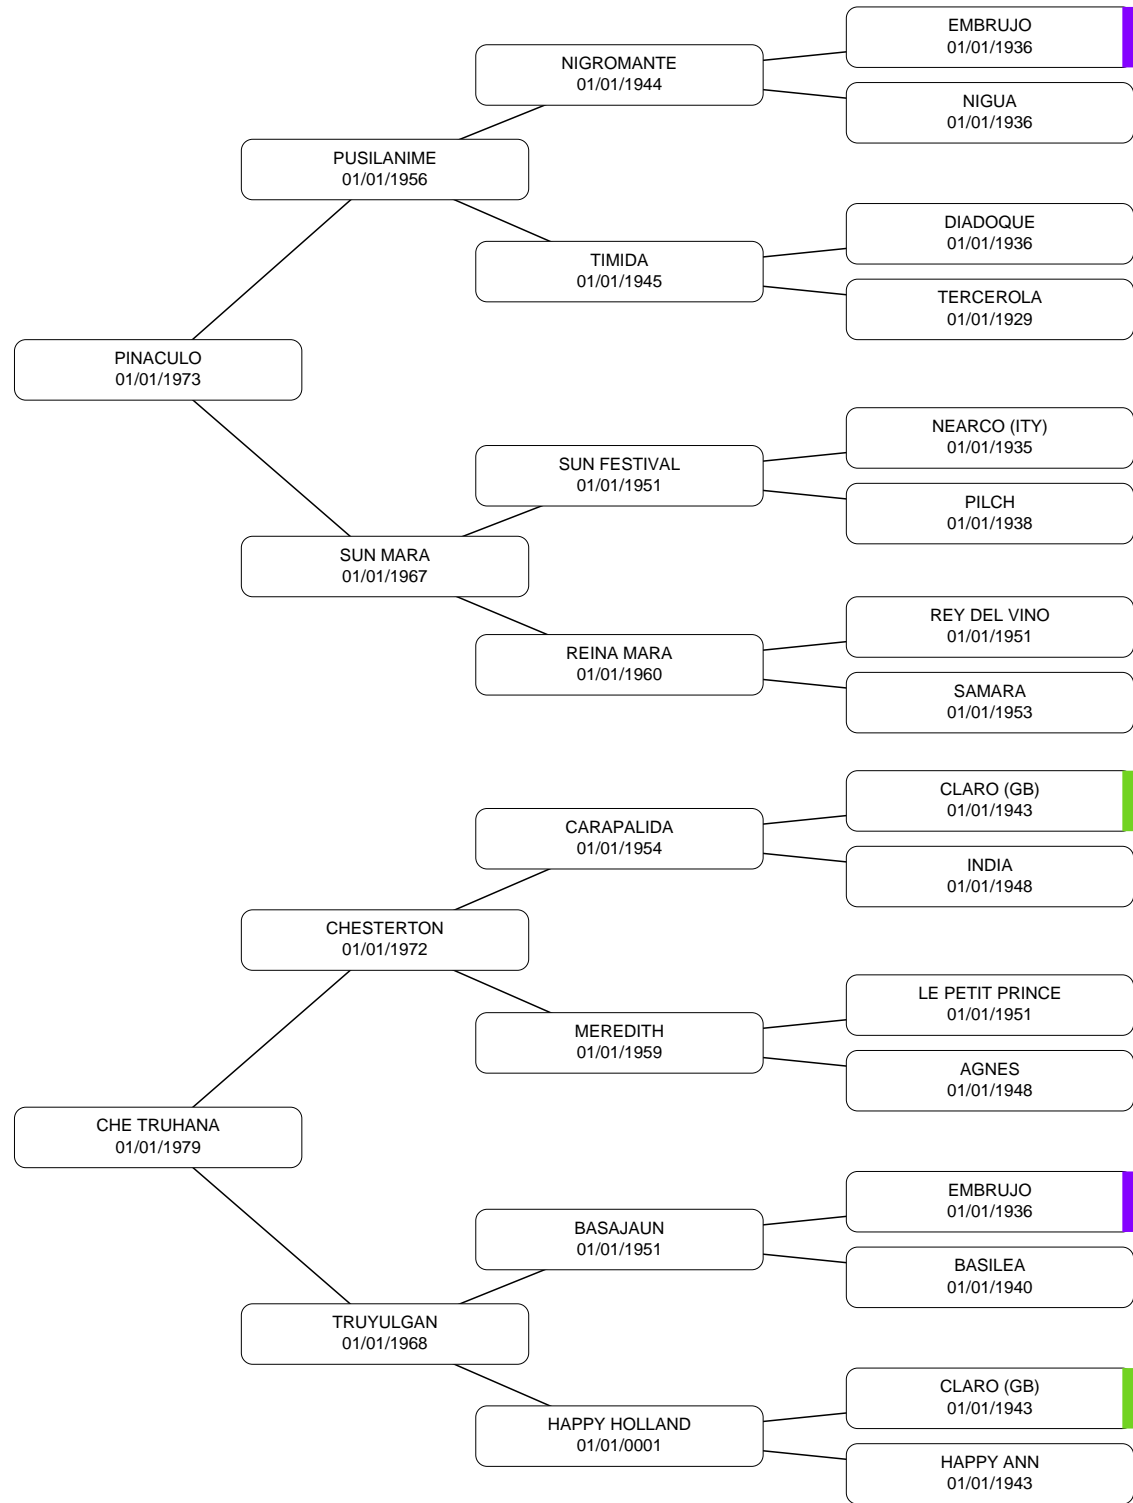 EMBRUJO
01/01/1936
NIGROMANTE
01/01/1944
NIGUA
01/01/1936
PUSILANIME
01/01/1956
DIADOQUE
01/01/1936
TIMIDA
01/01/1945
TERCEROLA
01/01/1929
PINACULO
01/01/1973
NEARCO (ITY)
01/01/1935
SUN FESTIVAL
01/01/1951
PILCH
01/01/1938
SUN MARA
01/01/1967
REY DEL VINO
01/01/1951
REINA MARA
01/01/1960
SAMARA
01/01/1953
CLARO (GB)
01/01/1943
CARAPALIDA
01/01/1954
INDIA
01/01/1948
CHESTERTON
01/01/1972
LE PETIT PRINCE
01/01/1951
MEREDITH
01/01/1959
AGNES
01/01/1948
CHE TRUHANA
01/01/1979
EMBRUJO
01/01/1936
BASAJAUN
01/01/1951
BASILEA
01/01/1940
TRUYULGAN
01/01/1968
CLARO (GB)
01/01/1943
HAPPY HOLLAND
01/01/0001
HAPPY ANN
01/01/1943